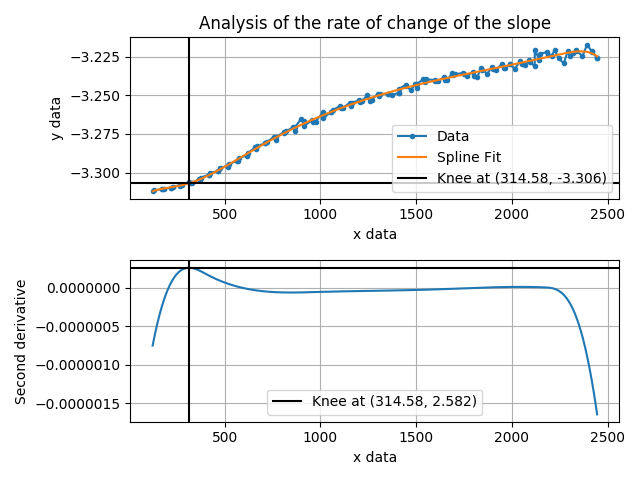 Analysis of the rate of change of the slope
−3.225
−3.250
−3.275
−3.300
y data
Data
Spline Fit
Knee at (314.58, -3.306)
500
1000
1500
2000
2500
x data
0.0000000
−0.0000005
−0.0000010
−0.0000015
Second derivative
Knee at (314.58, 2.582)
500
1000
1500
2000
2500
x data